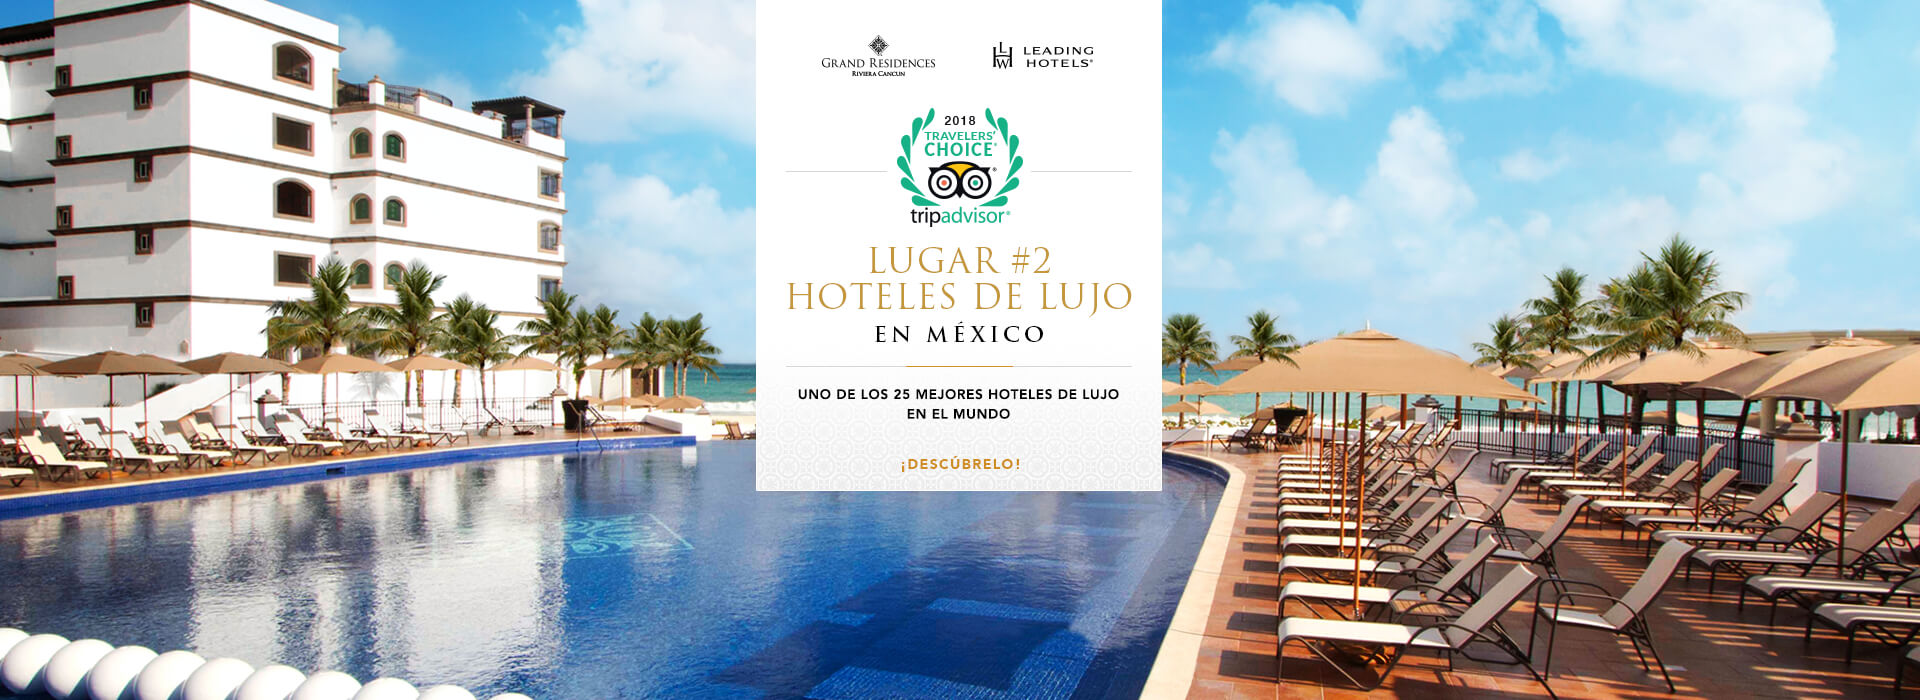 GRAND RESIDENCES
RIVIERA CANCUN
LHW
LEADING
HOTELS®
2018
TRAVELERS'
CHOICE®
tripadvisor®
LUGAR #2
HOTELES DE LUJO
EN MÉXICO
UNO DE LOS 25 MEJORES HOTELES DE LUJO
EN EL MUNDO
¡DESCÚBRELO!